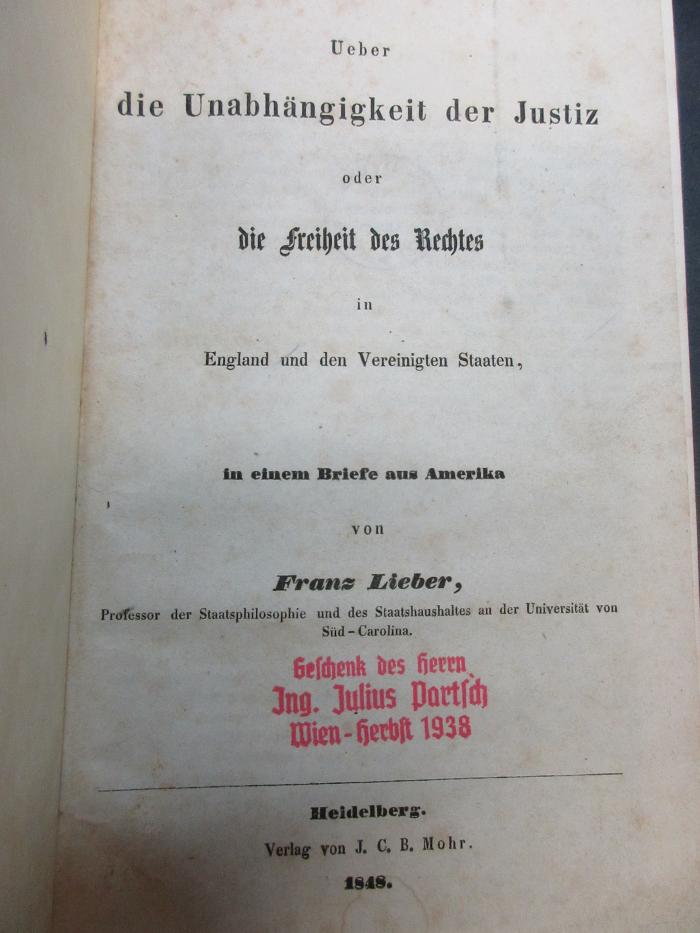 Ueber
die Unabhängigkeit der Justiz
oder
die Freiheit des Rechtes
in
England und den Vereinigten Staaten,
in einem Briefe aus Amerika
von
Franz Lieber,
Professor der Staatsphilosophie und des Staatshaushaltes an der Universität von
Süd-Carolina.
Geschenk des Herrn
Ing. Julius Partsch
Wien-Herbst 1938
Heidelberg.
Verlag von J. C. B. Mohr.
1848.